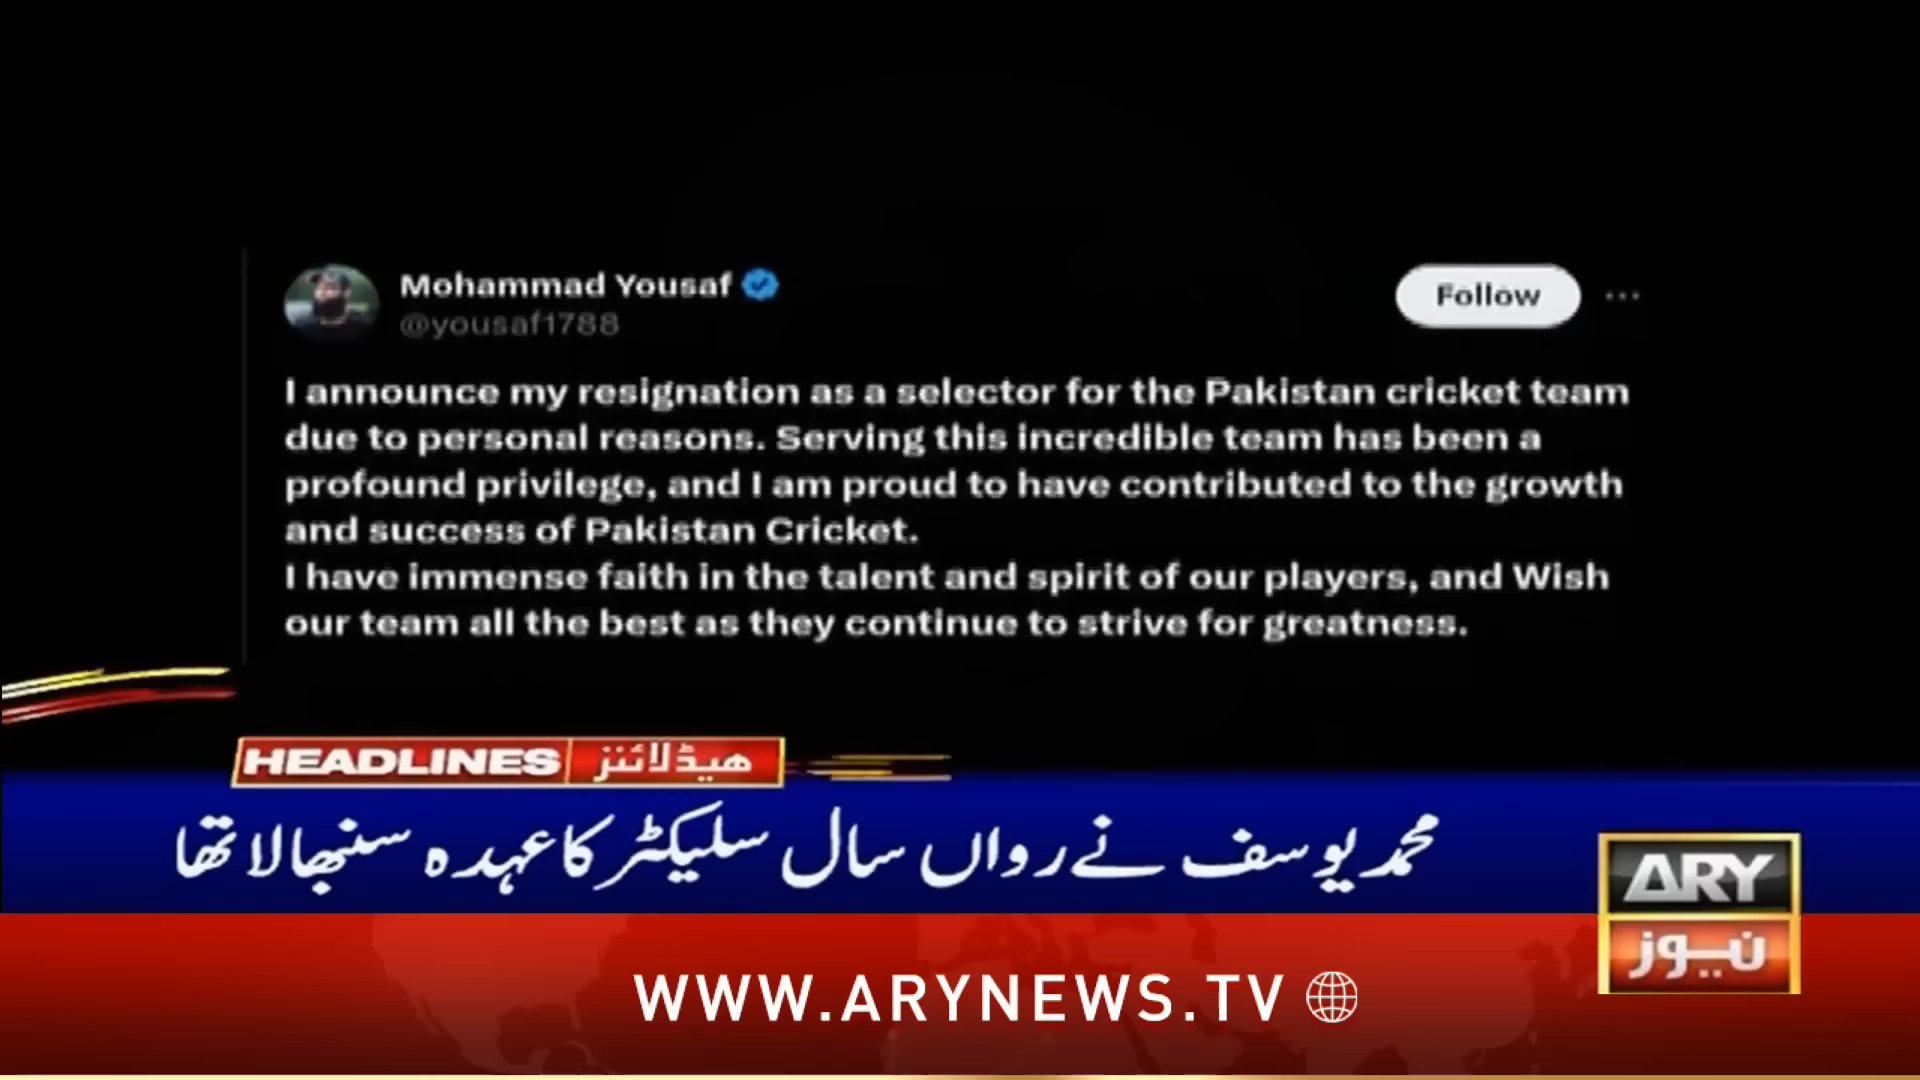 Mohammad Yousaf
@yousaf1788
Follow ...
I announce my resignation as a selector for the Pakistan cricket team
due to personal reasons. Serving this incredible team has been a
profound privilege, and I am proud to have contributed to the growth
and success of Pakistan Cricket.
I have immense faith in the talent and spirit of our players, and Wish
our team all the best as they continue to strive for greatness.
HEADLINES ہیڈلائنز
محمد یوسف نے رواں سال سلیکٹر کا عہدہ سنبھالا تھا
ARY
نیوز
WWW.ARYNEWS.TV